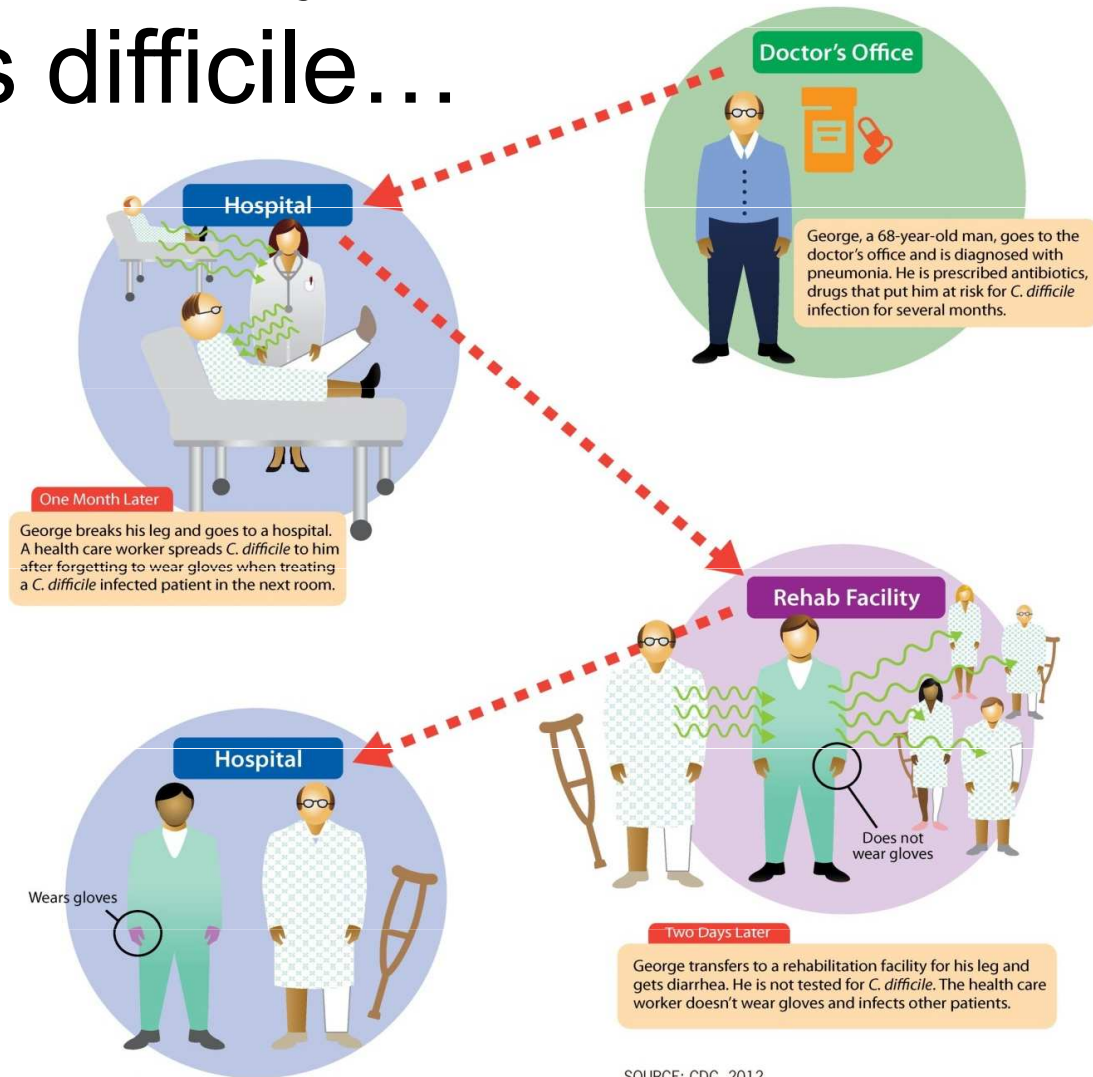 s difficile…
Doctor's Office
George, a 68-year-old man, goes to the
doctor's office and is diagnosed with
pneumonia. He is prescribed antibiotics,
drugs that put him at risk for C. difficile
infection for several months.
Hospital
One Month Later
George breaks his leg and goes to a hospital.
A health care worker spreads C. difficile to him
after forgetting to wear gloves when treating
a C. difficile infected patient in the next room.
Rehab Facility
Does not
wear gloves
Two Days Later
George transfers to a rehabilitation facility for his leg and
gets diarrhea. He is not tested for C. difficile. The health care
worker doesn't wear gloves and infects other patients.
Hospital
Wears gloves
SOURCE: CDC, 2012